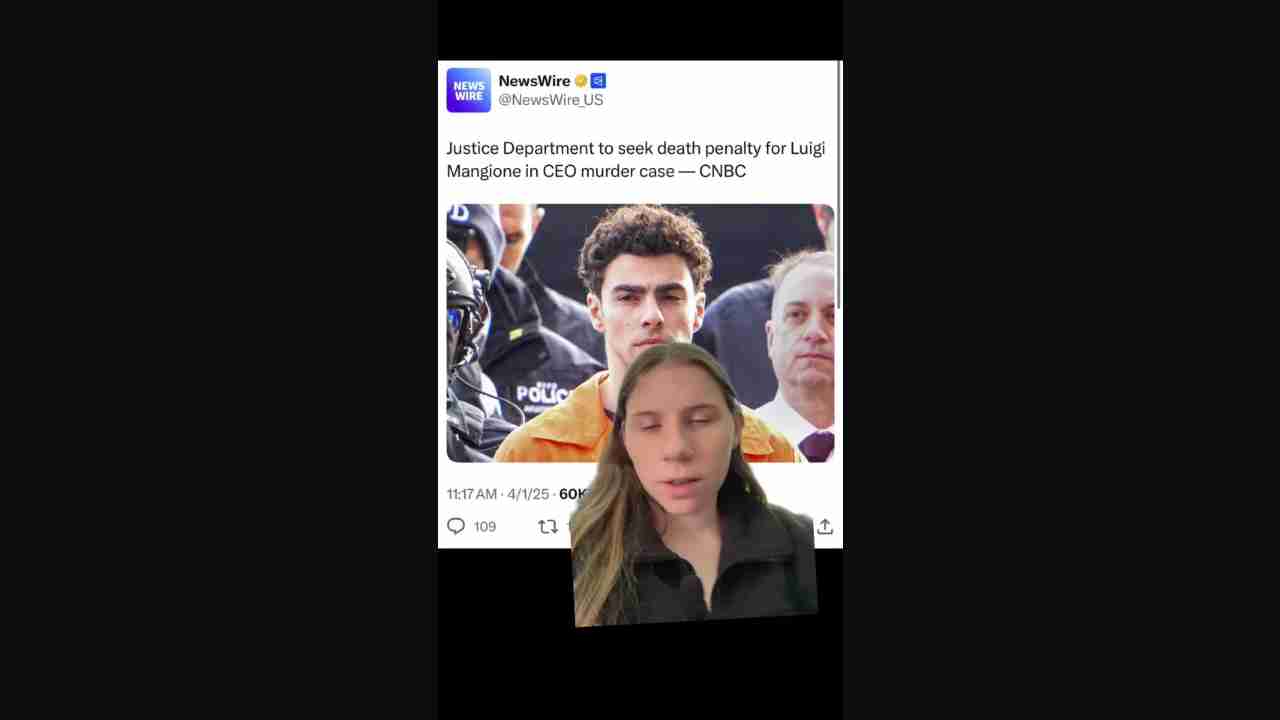 NEWS
WIRE
NewsWire
@NewsWire_US
Justice Department to seek death penalty for Luigi
Mangione in CEO murder case — CNBC
D
POLICE
11:17 AM · 4/1/25 · 60K
109